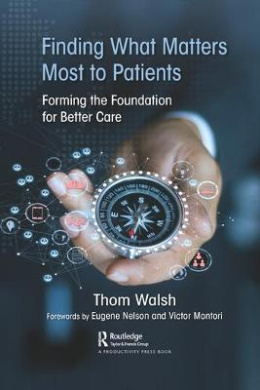 Finding What Matters
Most to Patients
Forming the Foundation
for Better Care
Thom Walsh
Forewords by Eugene Nelson and Victor Montori
Routledge
Taylor & Francis Group
A PRODUCTIVITY PRESS BOOK